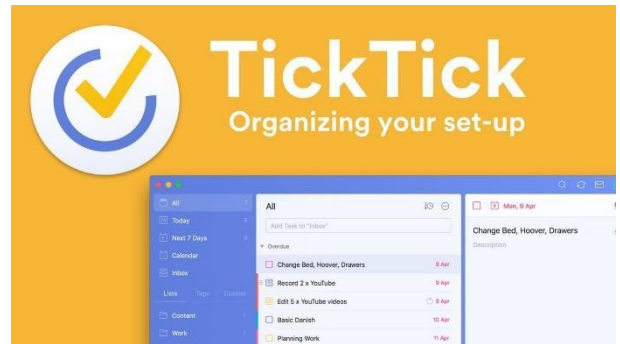 TickTick
Organizing your set-up
All
Today
Next 7 Days
Calendar
Inbox
Lists Tags Custom
Content
Work
All
Add Task to "Inbox"
Overdue
Change Bed, Hoover, Drawers 9 Apr
Record 2 x YouTube 9 Apr
Edit 5 x YouTube videos 9 Apr
Basic Danish 10 Apr
Planning Work 11 Apr
Mon, 9 Apr
Change Bed, Hoover, Drawers
Description